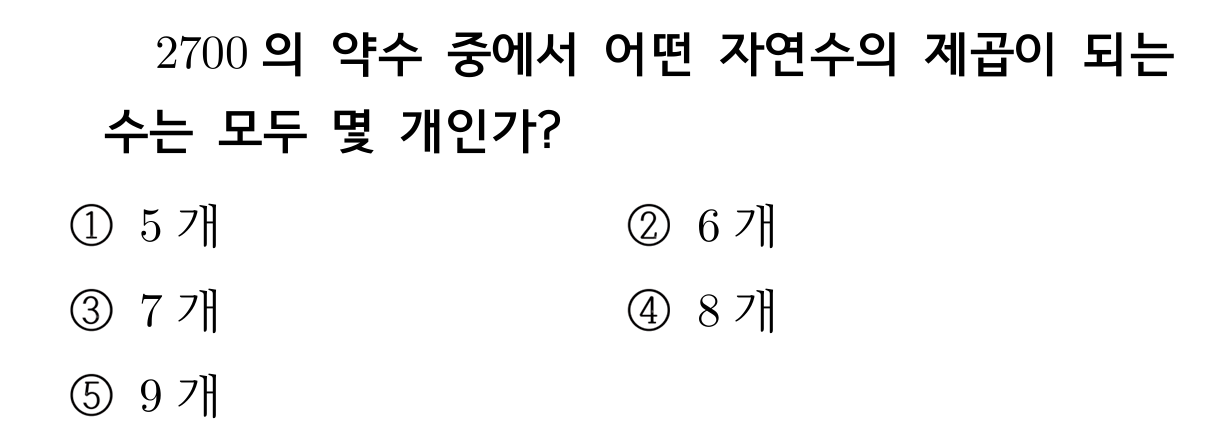 2700 의 약수 중에서 어떤 자연수의 제곱이 되는
수는 모두 몇 개인가?
① 5 개 ② 6 개
③ 7 개 ④ 8 개
⑤ 9 개